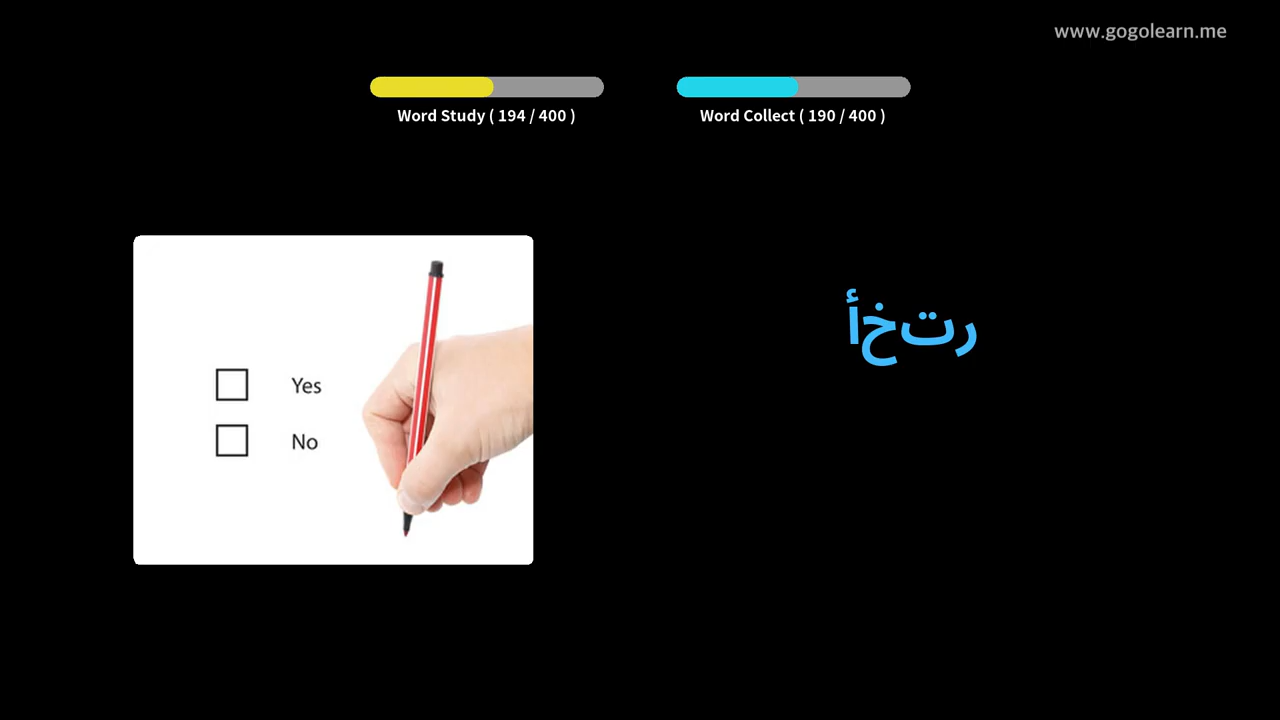 www.gogolearn.me
Word Study ( 194 / 400 )
Word Collect ( 190 / 400 )
رتخأ
Yes
No